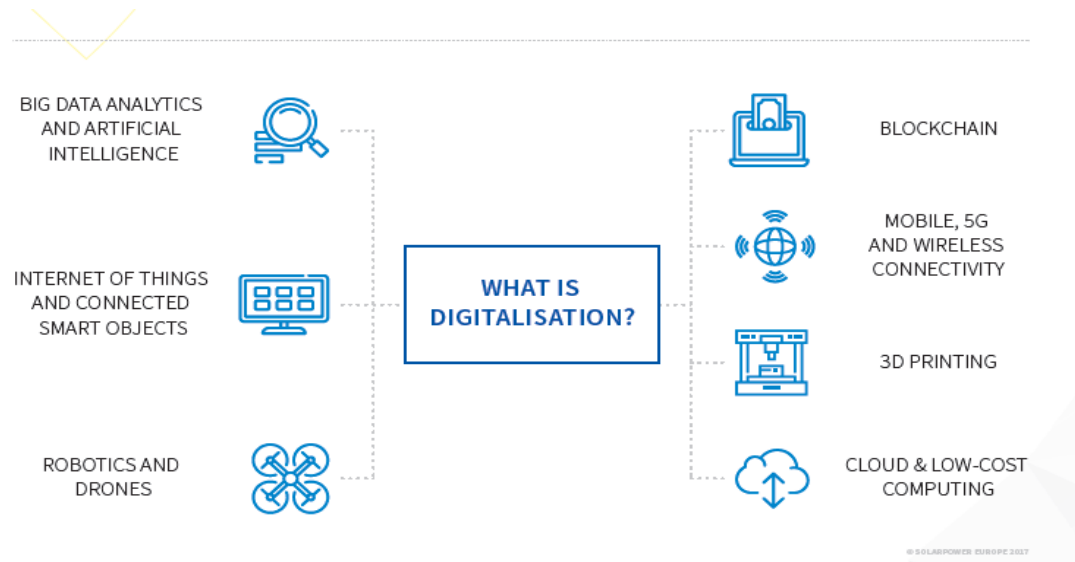 BIG DATA ANALYTICS
AND ARTIFICIAL
INTELLIGENCE
INTERNET OF THINGS
AND CONNECTED
SMART OBJECTS
ROBOTICS AND
DRONES
WHAT IS
DIGITALISATION?
BLOCKCHAIN
MOBILE, 5G
AND WIRELESS
CONNECTIVITY
3D PRINTING
CLOUD & LOW-COST
COMPUTING
© SOLARPOWER EUROPE 2017